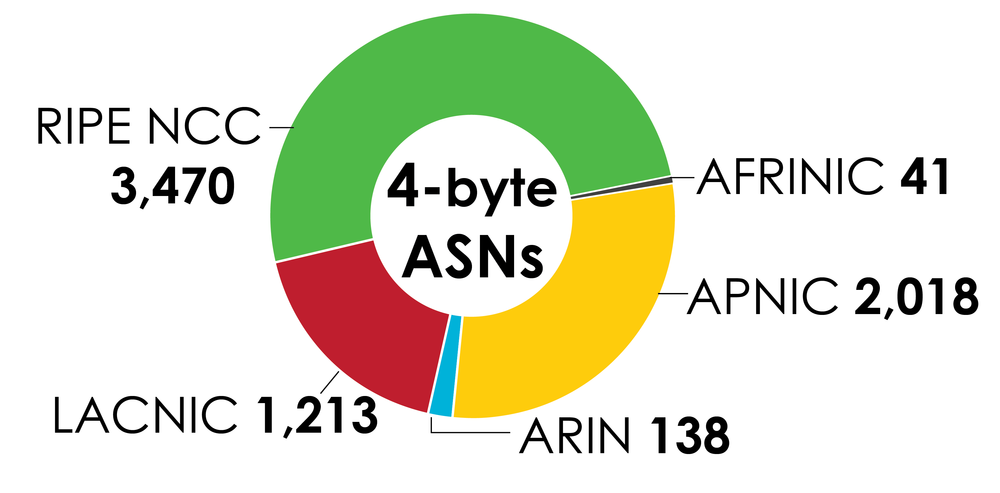 RIPE NCC
3,470
4-byte
ASNs
AFRINIC 41
APNIC 2,018
LACNIC 1,213
ARIN 138